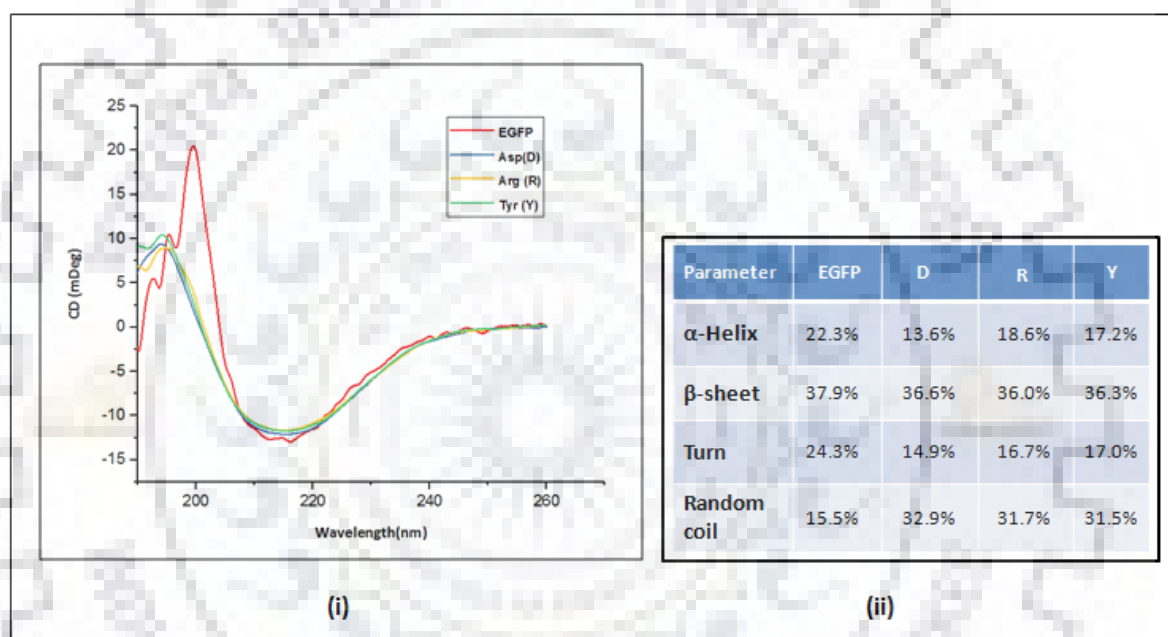 25
20
15
10
5
0
-5
-10
-15
CD (mDeg)
EGFP
Asp(D)
Arg (R)
Tyr (Y)
200
220
240
260
Wavelength(nm)
(i)
Parameter EGFP D R Y
α-Helix 22.3% 13.6% 18.6% 17.2%
β-sheet 37.9% 36.6% 36.0% 36.3%
Turn 24.3% 14.9% 16.7% 17.0%
Random
coil 15.5% 32.9% 31.7% 31.5%
(ii)